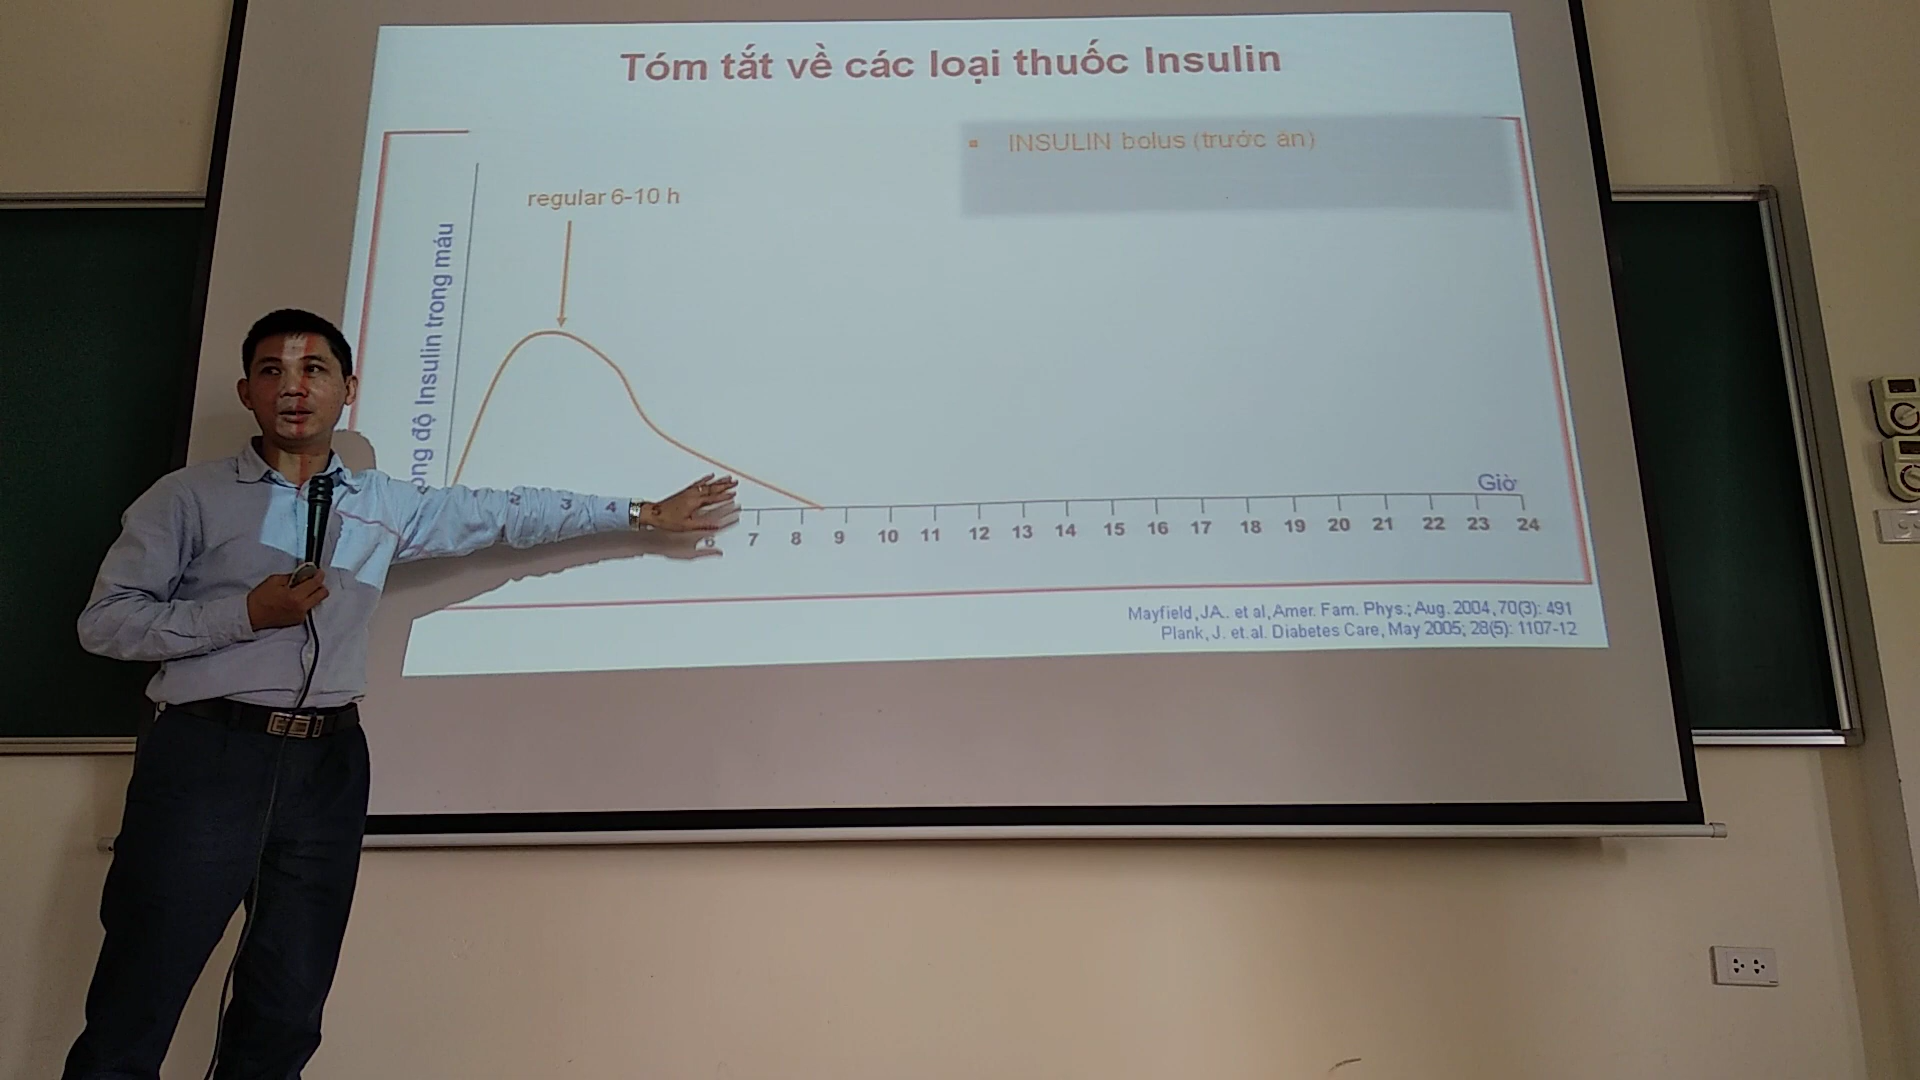 Tóm tắt về các loại thuốc Insulin
INSULIN bolus (trước ăn)
regular 6-10 h
độ Insulin trong máu
Giờ
2 3 4 5 6 7 8 9 10 11 12 13 14 15 16 17 18 19 20 21 22 23 24
Mayfield, JA.. et al, Amer. Fam. Phys.; Aug. 2004, 70(3): 491
Plank, J. et.al. Diabetes Care, May 2005; 28(5): 1107-12